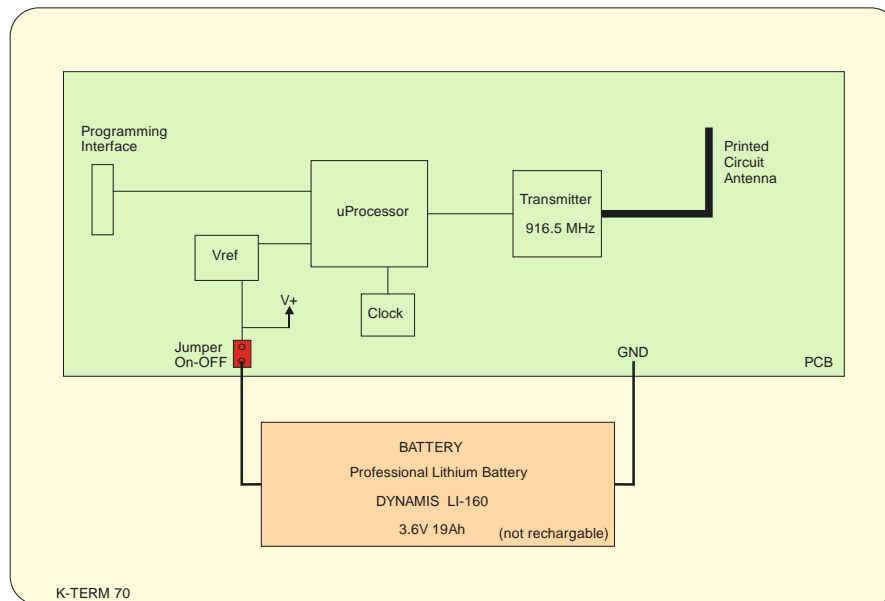 Programming
Interface
uProcessor
Transmitter
916.5 MHz
Printed
Circuit
Antenna
Vref
V+
Clock
Jumper
On-OFF
GND
PCB
BATTERY
Professional Lithium Battery
DYNAMIS LI-160
3.6V 19Ah
(not rechargable)
K-TERM 70